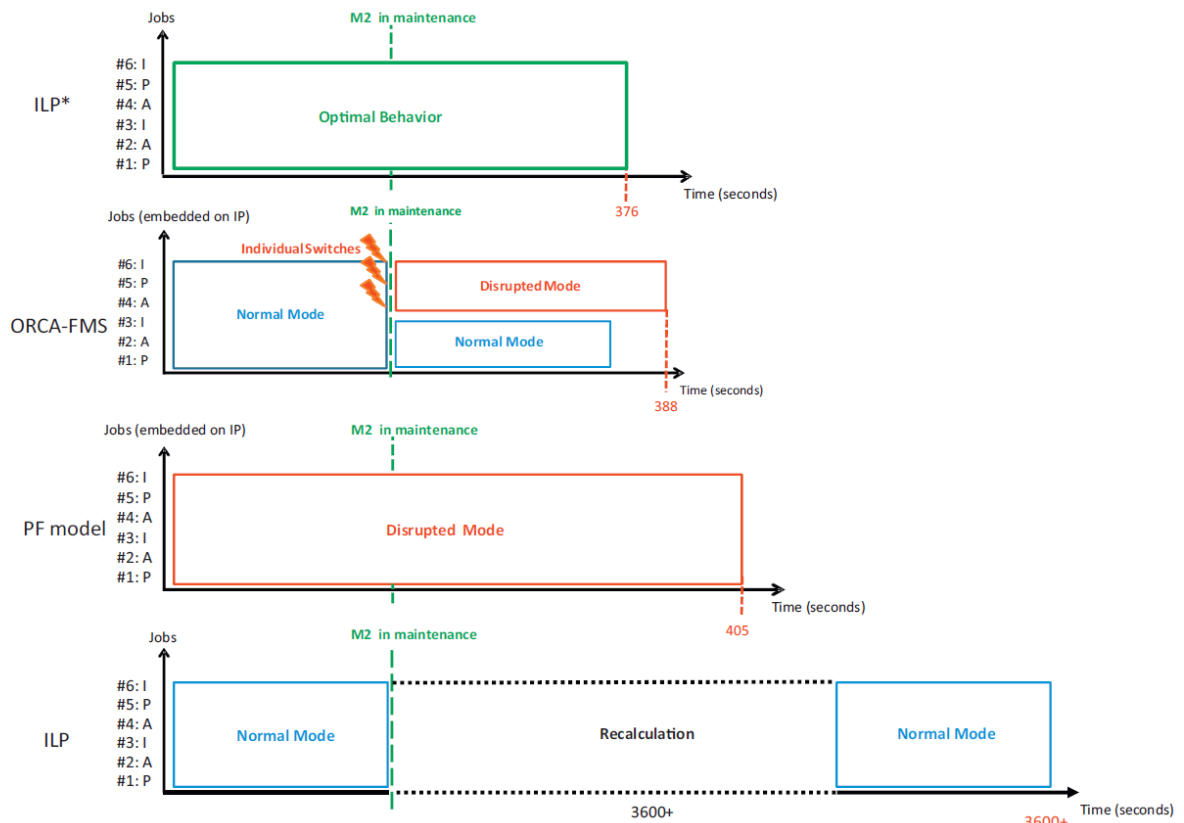 Jobs
M2 in maintenance
#6: I
#5: P
#4: A
#3: I
#2: A
#1: P
ILP*
Optimal Behavior
Time (seconds)
376
Jobs (embedded on IP)
M2 in maintenance
Individual Switches
#6: I
#5: P
#4: A
#3: I
#2: A
#1: P
ORCA-FMS
Normal Mode
Disrupted Mode
Normal Mode
Time (seconds)
388
Jobs (embedded on IP)
M2 in maintenance
#6: I
#5: P
#4: A
#3: I
#2: A
#1: P
PF model
Disrupted Mode
Time (seconds)
405
Jobs
M2 in maintenance
#6: I
#5: P
#4: A
#3: I
#2: A
#1: P
ILP
Normal Mode
Recalculation
Normal Mode
Time (seconds)
3600+
3600+